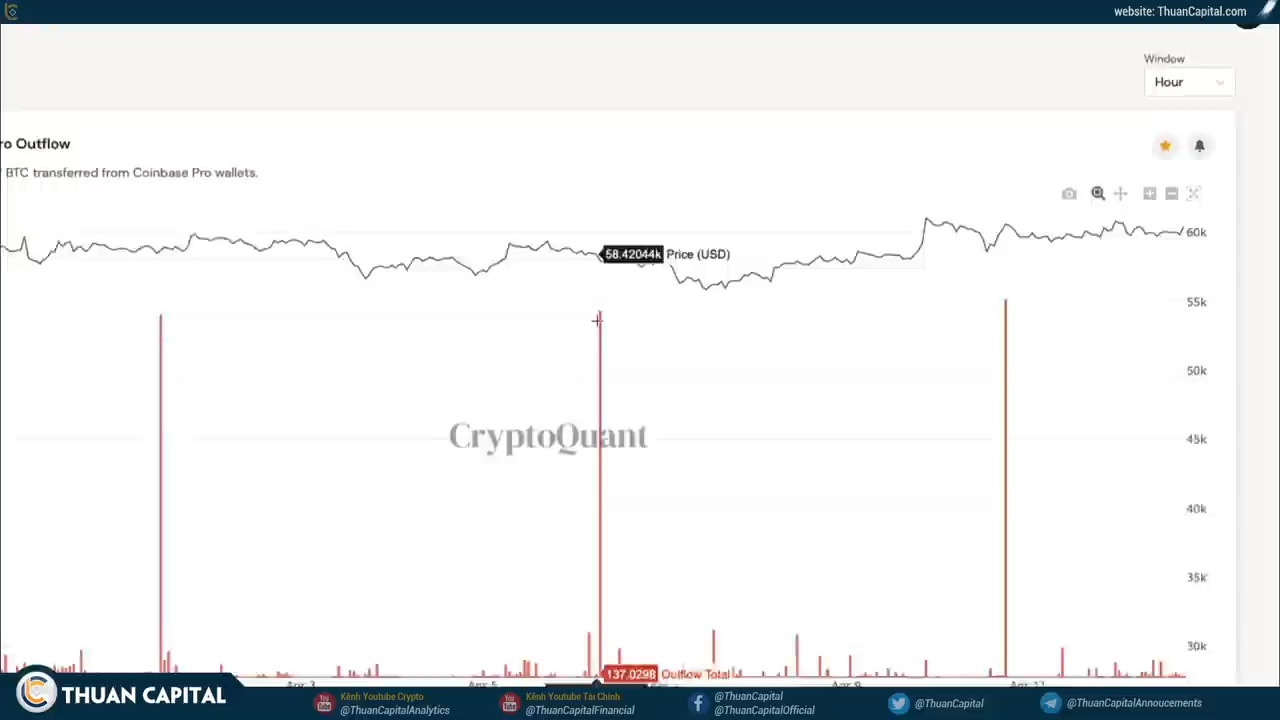 website: ThuanCapital.com
Window
Hour
ro Outflow
BTC transferred from Coinbase Pro wallets.
60k
58.42044k Price (USD)
55k
50k
CryptoQuant
45k
40k
35k
30k
137.0298 Outflow Total
THUAN CAPITAL
Kênh Youtube Crypto
@ThuanCapitalAnalytics
Kênh Youtube Tài Chính
@ThuanCapitalFinancial
@ThuanCapital
@ThuanCapitalOfficial
@ThuanCapital
@ThuanCapitalAnnoucements